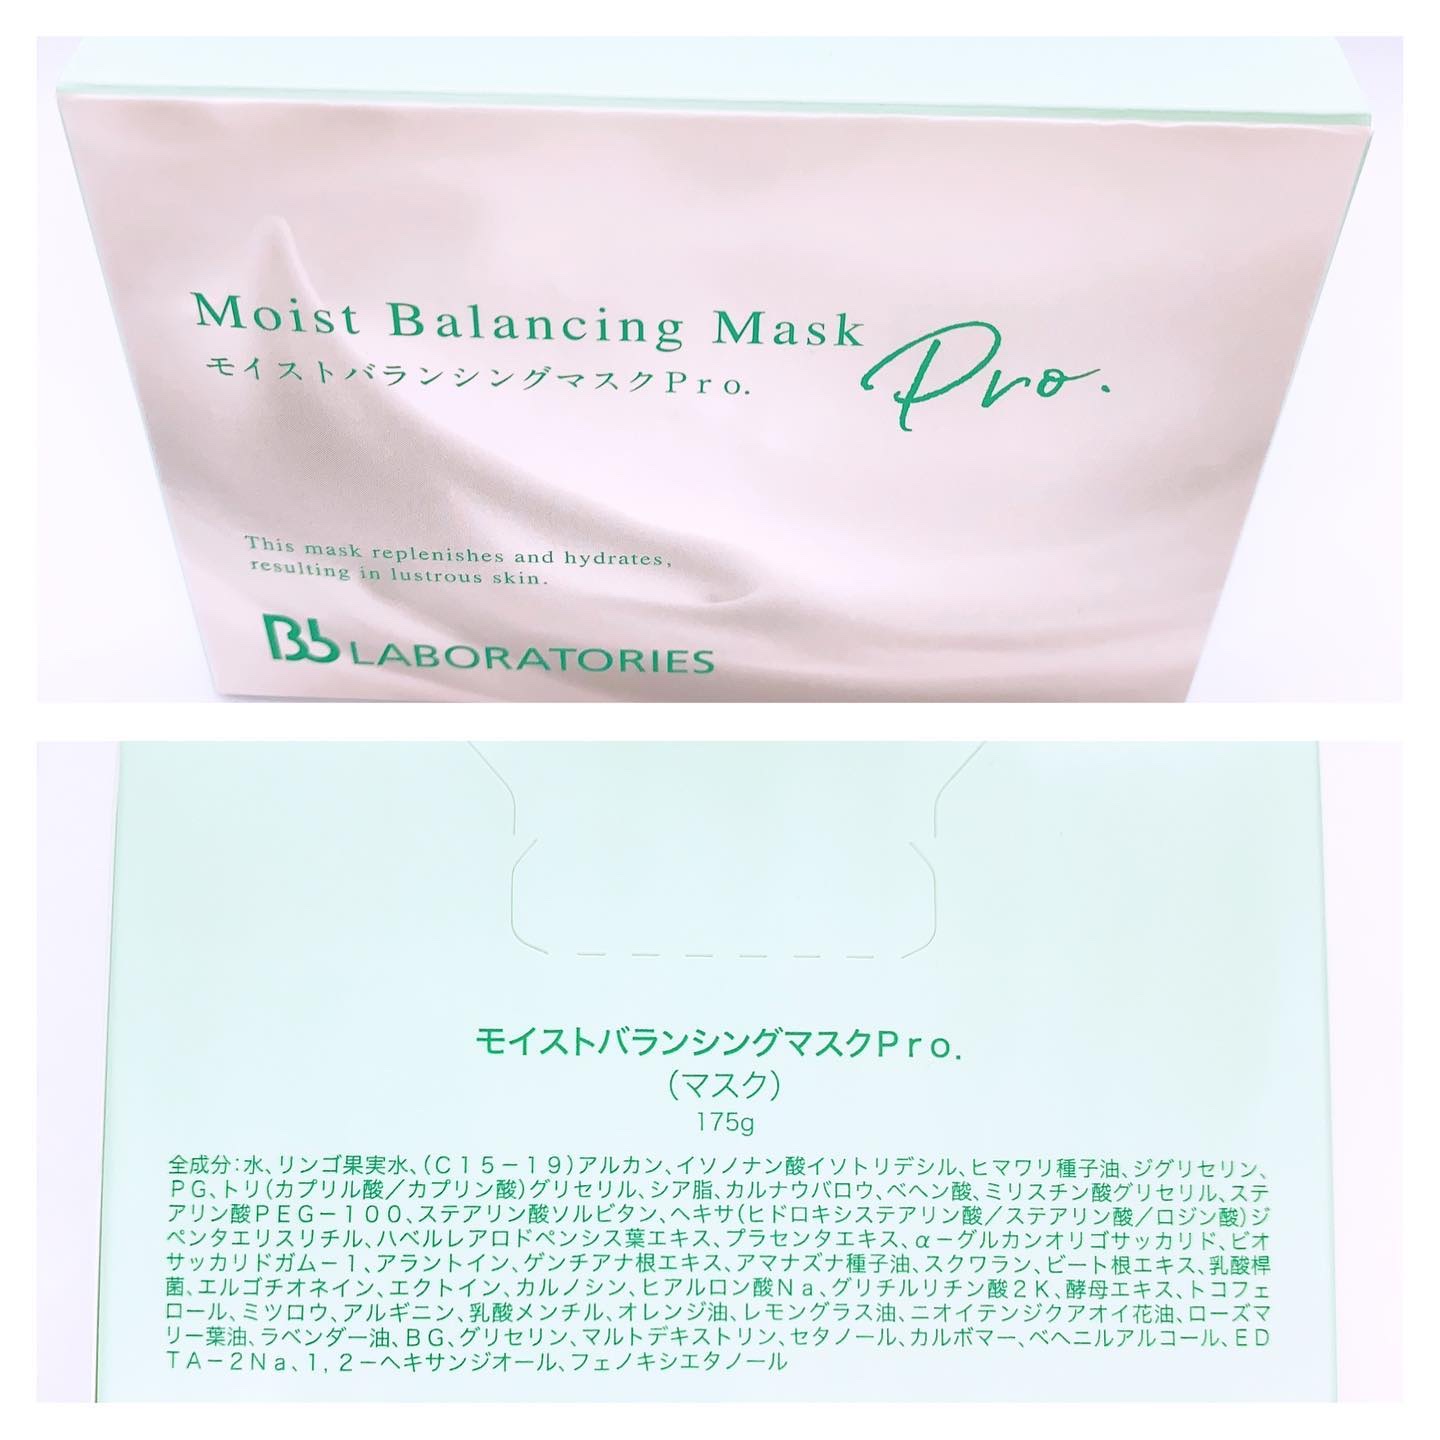 Moist Balancing Mask Pro.
モイストバランシングマスクPro.
This mask replenishes and hydrates,
resulting in lustrous skin.
Bb LABORATORIES
モイストバランシングマスクPro.
(マスク)
175g
全成分:水、リンゴ果実水、(C15-19)アルカン、イソノナン酸イソトリデシル、ヒマワリ種子油、ジグリセリン、
PG、トリ(カプリル酸/カプリン酸)グリセリル、シア脂、カルナウバロウ、ベヘン酸、ミリスチン酸グリセリル、ステ
アリン酸PEG-100、ステアリン酸ソルビタン、ヘキサ(ヒドロキシステアリン酸/ステアリン酸/ロジン酸)ジ
ペンタエリスリチル、ハベルレアロドペンシス葉エキス、プラセンタエキス、α-グルカンオリゴサッカリド、ビオ
サッカリドガム-1、アラントイン、ゲンチアナ根エキス、アマナズナ種子油、スクワラン、ビート根エキス、乳酸桿
菌、エルゴチオネイン、エクトイン、カルノシン、ヒアルロン酸Na、グリチルリチン酸2K、酵母エキス、トコフェ
ロール、ミツロウ、アルギニン、乳酸メンチル、オレンジ油、レモングラス油、ニオイテンジクアオイ花油、ローズマ
リー葉油、ラベンダー油、BG、グリセリン、マルトデキストリン、セタノール、カルボマー、ベヘニルアルコール、ED
TA-2Na、1,2-ヘキサンジオール、フェノキシエタノール